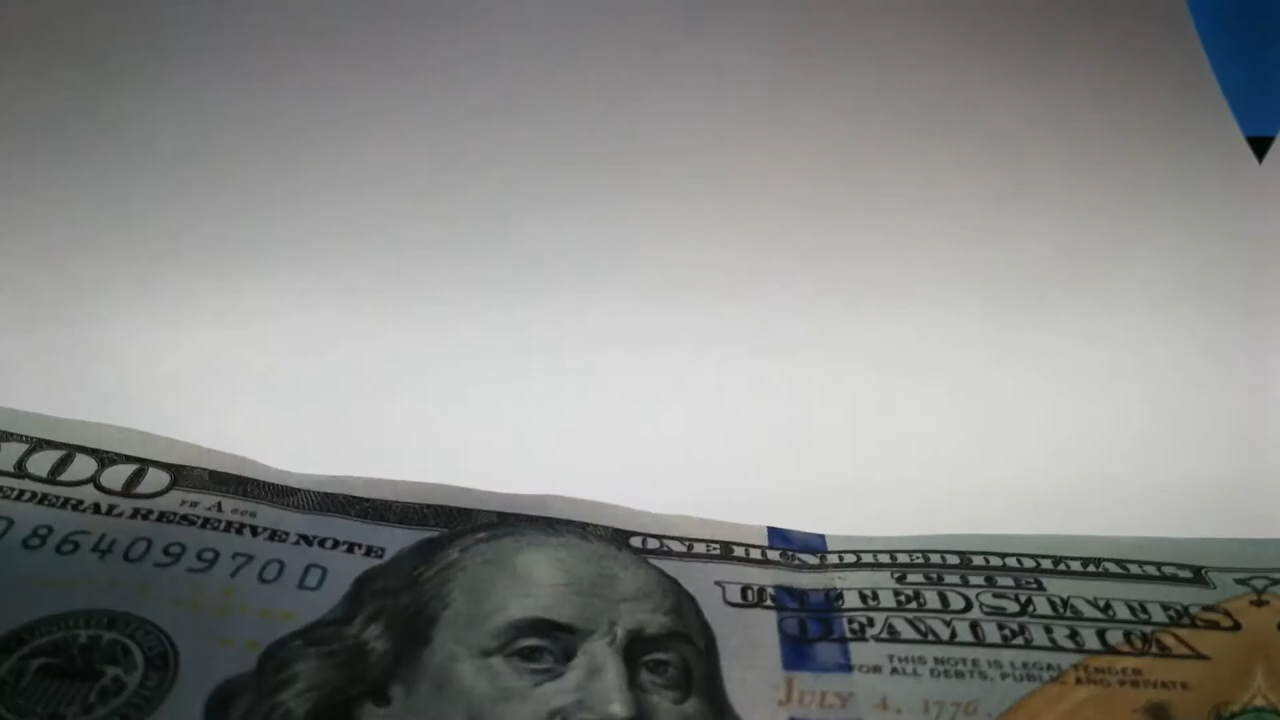 100
FEDERAL RESERVE NOTE
86409970 D
ONE HUNDRED DOLLARS
THE
UNITED STATES
OF AMERICA
THIS NOTE IS LEGAL TENDER
FOR ALL DEBTS, PUBLIC AND PRIVATE
JULY 4, 1776.